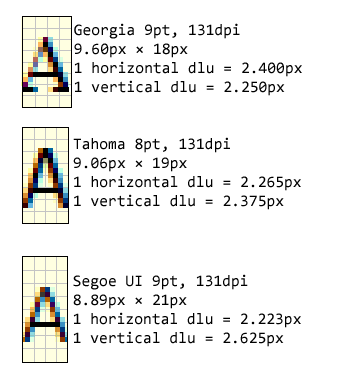 A
Georgia 9pt, 131dpi
9.60px × 18px
1 horizontal dlu = 2.400px
1 vertical dlu = 2.250px
A
Tahoma 8pt, 131dpi
9.06px × 19px
1 horizontal dlu = 2.265px
1 vertical dlu = 2.375px
A
Segoe UI 9pt, 131dpi
8.89px × 21px
1 horizontal dlu = 2.223px
1 vertical dlu = 2.625px